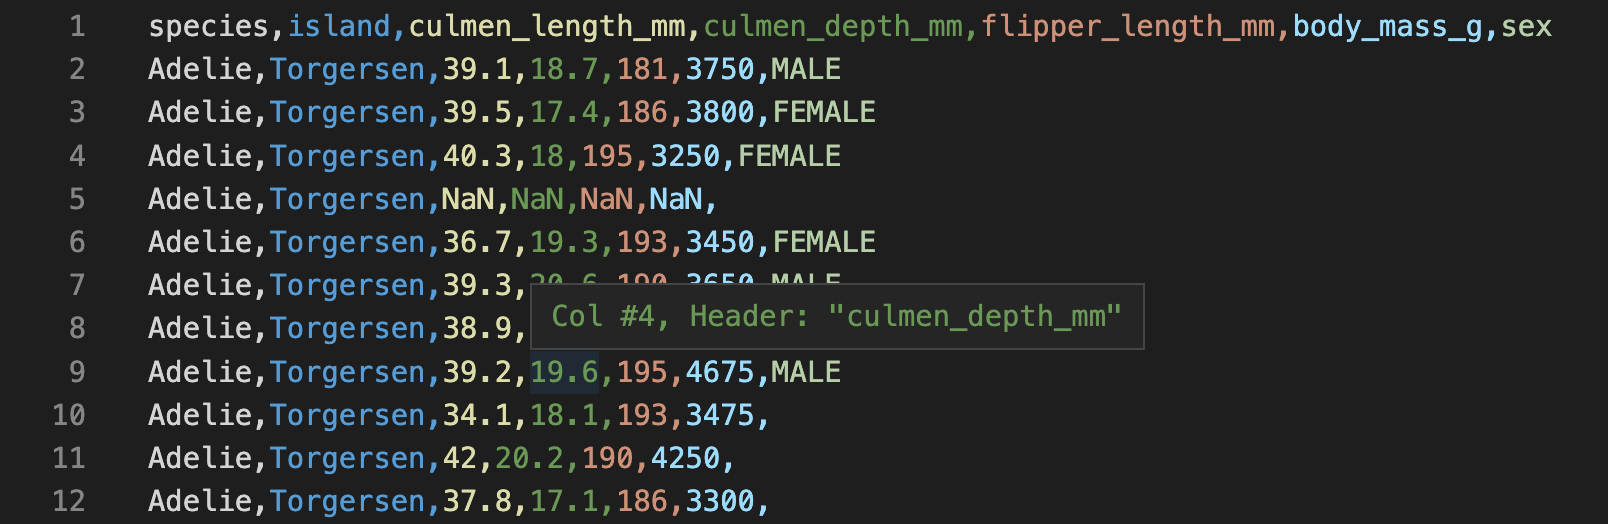 1 species,island,culmen_length_mm,culmen_depth_mm,flipper_length_mm,body_mass_g,sex
2 Adelie,Torgersen,39.1,18.7,181,3750,MALE
3 Adelie,Torgersen,39.5,17.4,186,3800,FEMALE
4 Adelie,Torgersen,40.3,18,195,3250,FEMALE
5 Adelie,Torgersen,NaN,NaN,NaN,NaN,
6 Adelie,Torgersen,36.7,19.3,193,3450,FEMALE
7 Adelie,Torgersen,39.3,20.6,190,3650,MALE
Col #4, Header: "culmen_depth_mm"
8 Adelie,Torgersen,38.9,
9 Adelie,Torgersen,39.2,19.6,195,4675,MALE
10 Adelie,Torgersen,34.1,18.1,193,3475,
11 Adelie,Torgersen,42,20.2,190,4250,
12 Adelie,Torgersen,37.8,17.1,186,3300,